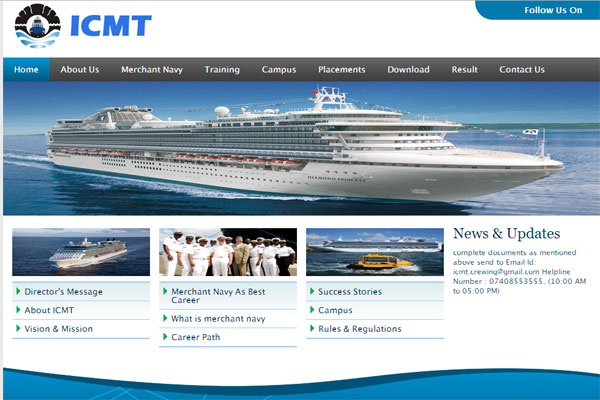 ICMT
Follow Us On
Home About Us Merchant Navy Training Campus Placements Download Result Contact Us
DIAMOND PRINCESS
News & Updates
complete documents as mentioned
above send to Email Id:
icmt.crewing@gmail.com Helpline
Number : 07408553555. (10:00 AM
to 05:00 PM)
Director's Message
About ICMT
Vision & Mission
Merchant Navy As Best
Career
What is merchant navy
Career Path
Success Stories
Campus
Rules & Regulations